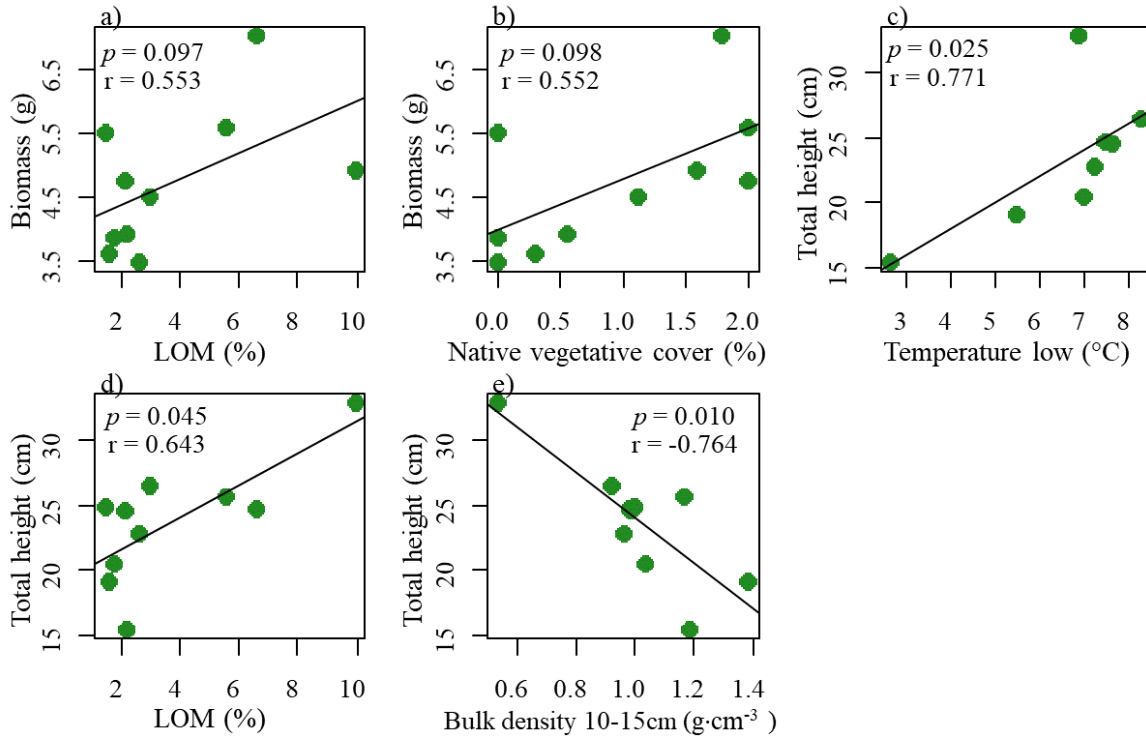 a)
p = 0.097
r = 0.553
Biomass (g)
3.5 4.5 5.5 6.5
2 4 6 8 10
LOM (%)
b)
p = 0.098
r = 0.552
Biomass (g)
3.5 4.5 5.5 6.5
0.0 0.5 1.0 1.5 2.0
Native vegetative cover (%)
c)
p = 0.025
r = 0.771
Total height (cm)
15 20 25 30
3 4 5 5 7 8
Temperature low (°C)
d)
p = 0.045
r = 0.643
Total height (cm)
15 20 25 30
2 4 6 8 10
LOM (%)
e)
p = 0.010
r = -0.764
Total height (cm)
15 20 25 30
0.6 0.8 1.0 1.2 1.4
Bulk density 10-15cm (g·cm⁻³ )